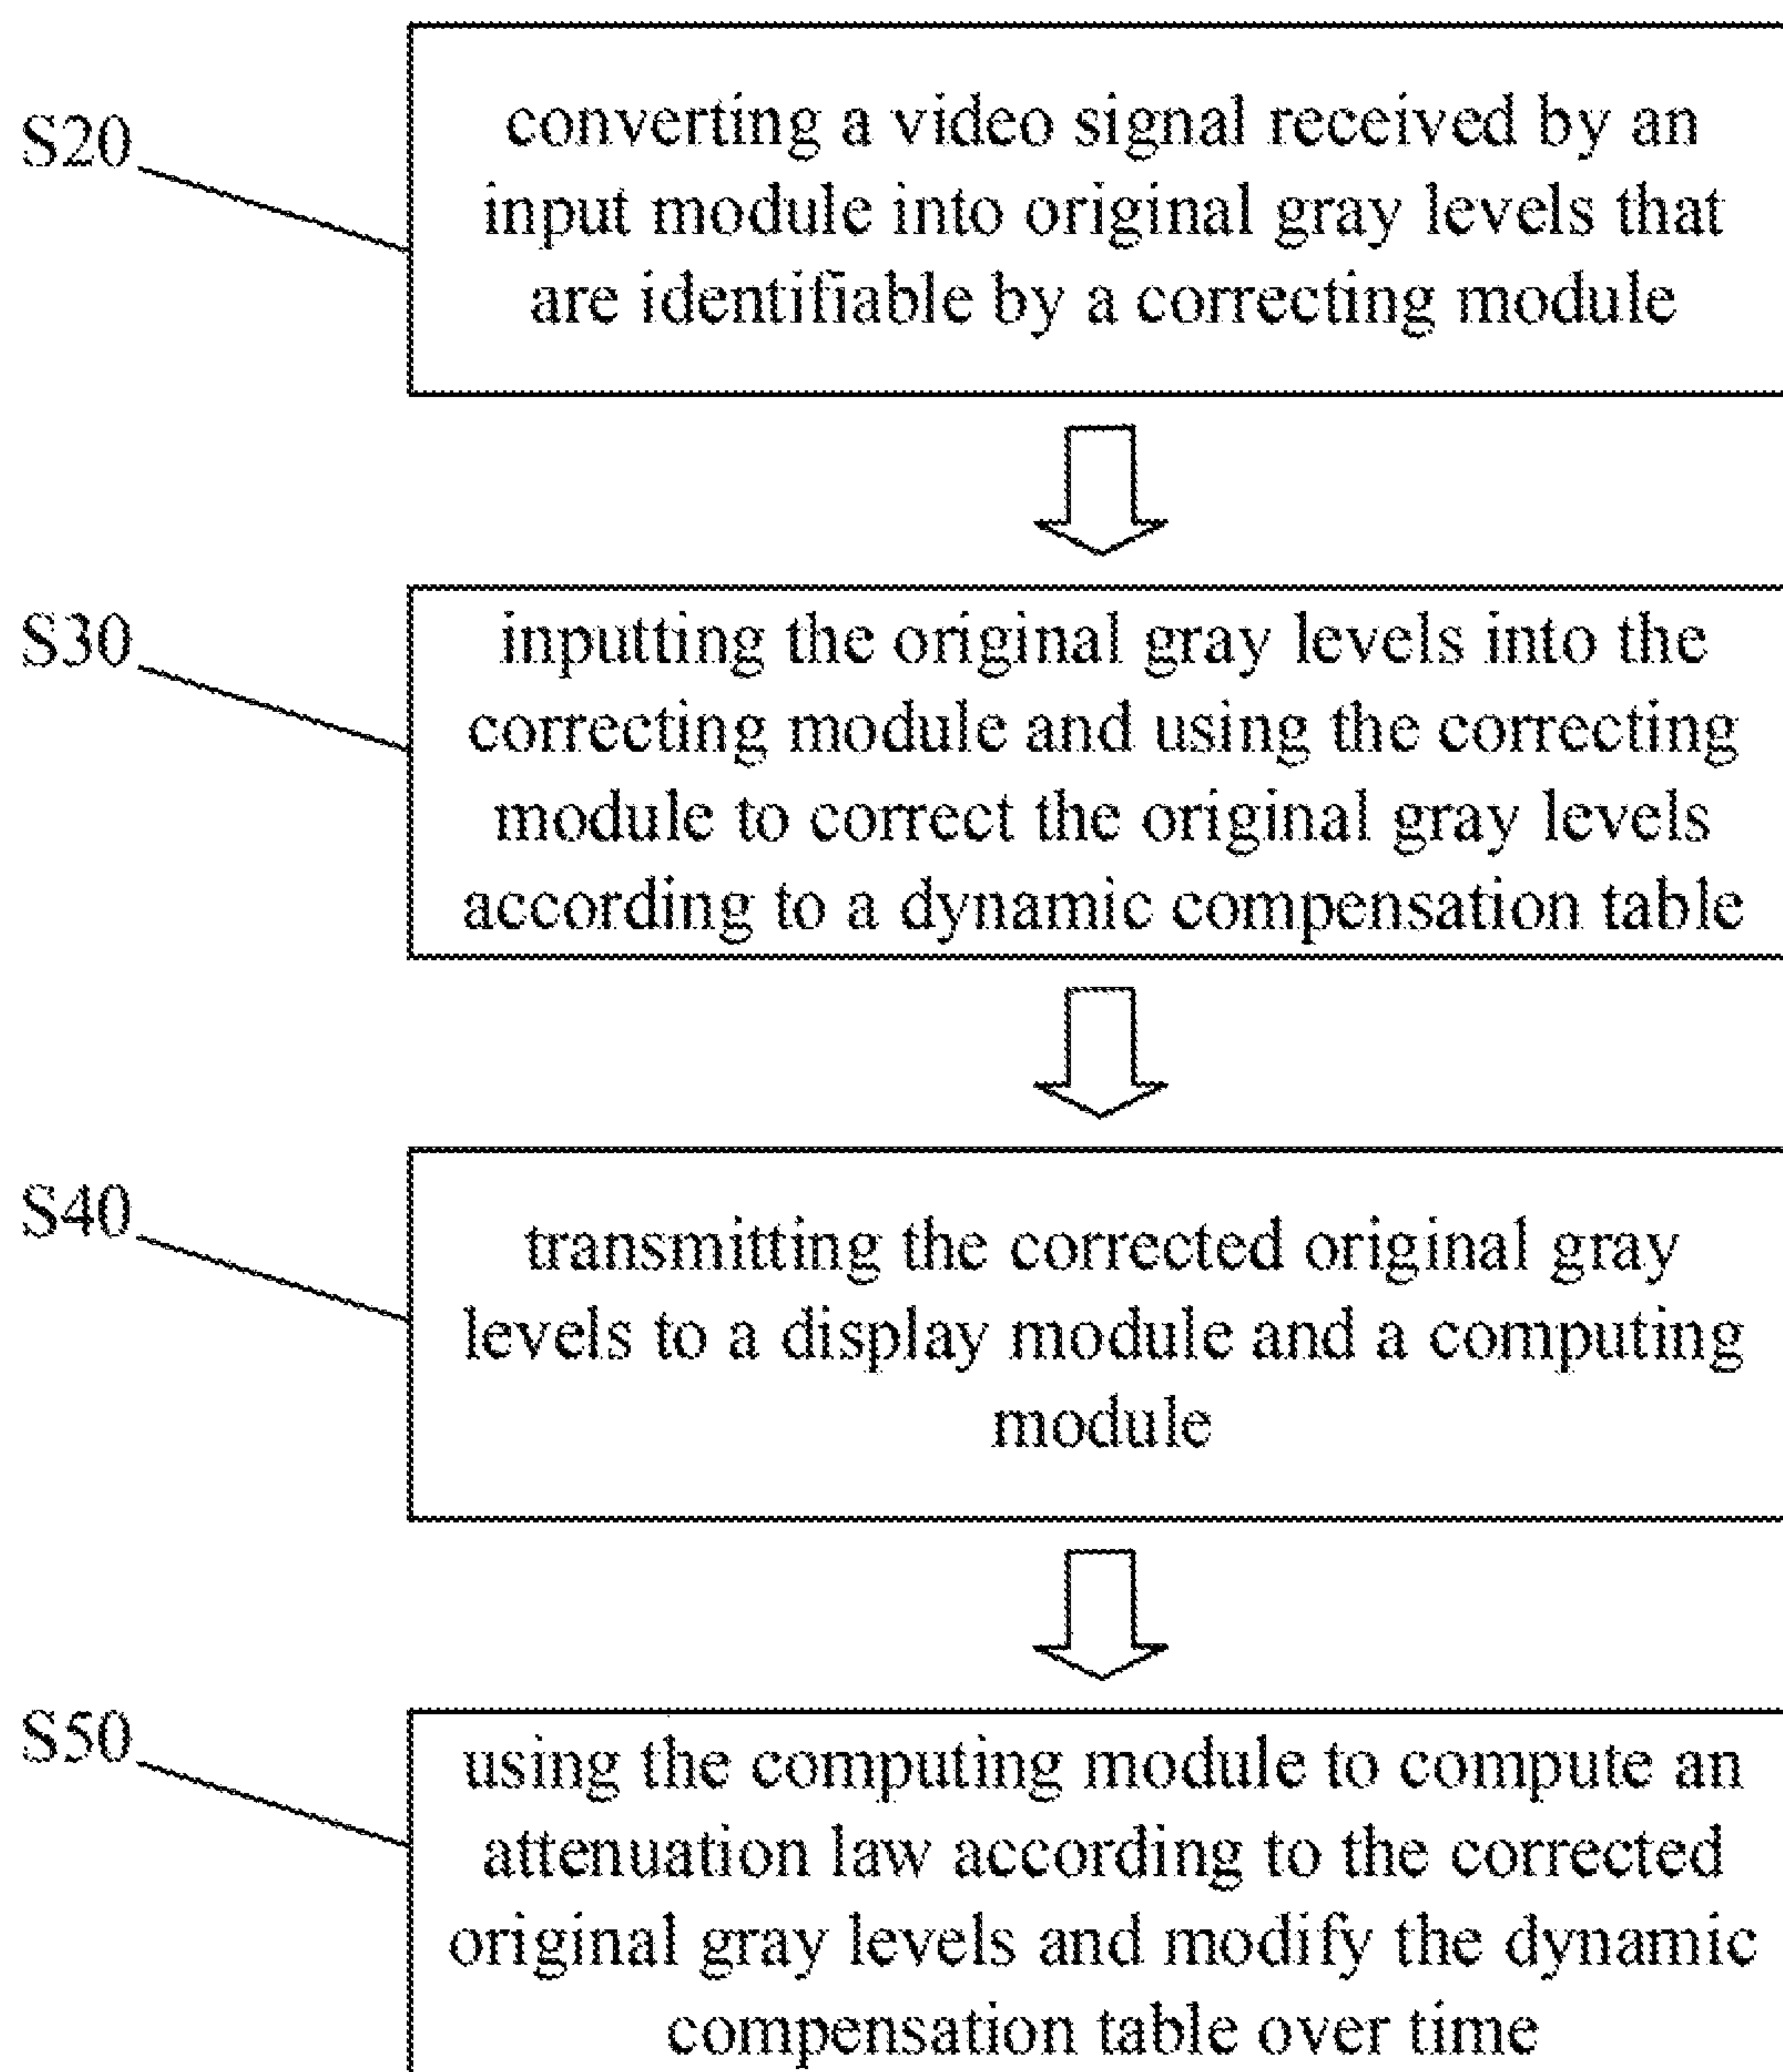 S20
converting a video signal received by an
input module into original gray levels that
are identifiable by a correcting module
S30
inputting the original gray levels into the
correcting module and using the correcting
module to correct the original gray levels
according to a dynamic compensation table
S40
transmitting the corrected original gray
levels to a display module and a computing
module
S50
using the computing module to compute an
attenuation law according to the corrected
original gray levels and modify the dynamic
compensation table over time